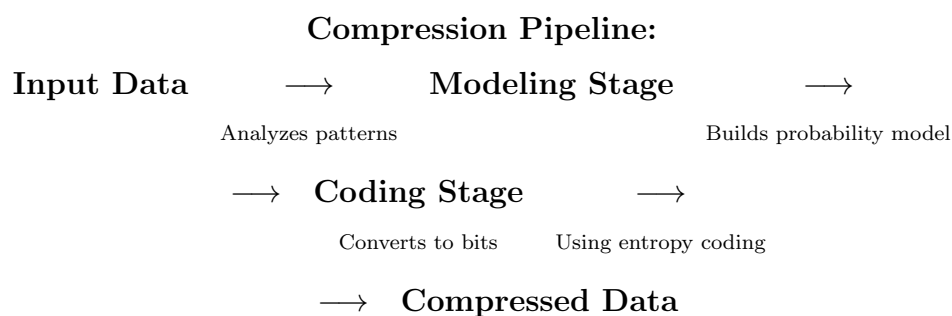 Compression Pipeline:
Input Data ⟶ Modeling Stage ⟶
Analyzes patterns Builds probability model
⟶ Coding Stage ⟶
Converts to bits Using entropy coding
⟶ Compressed Data